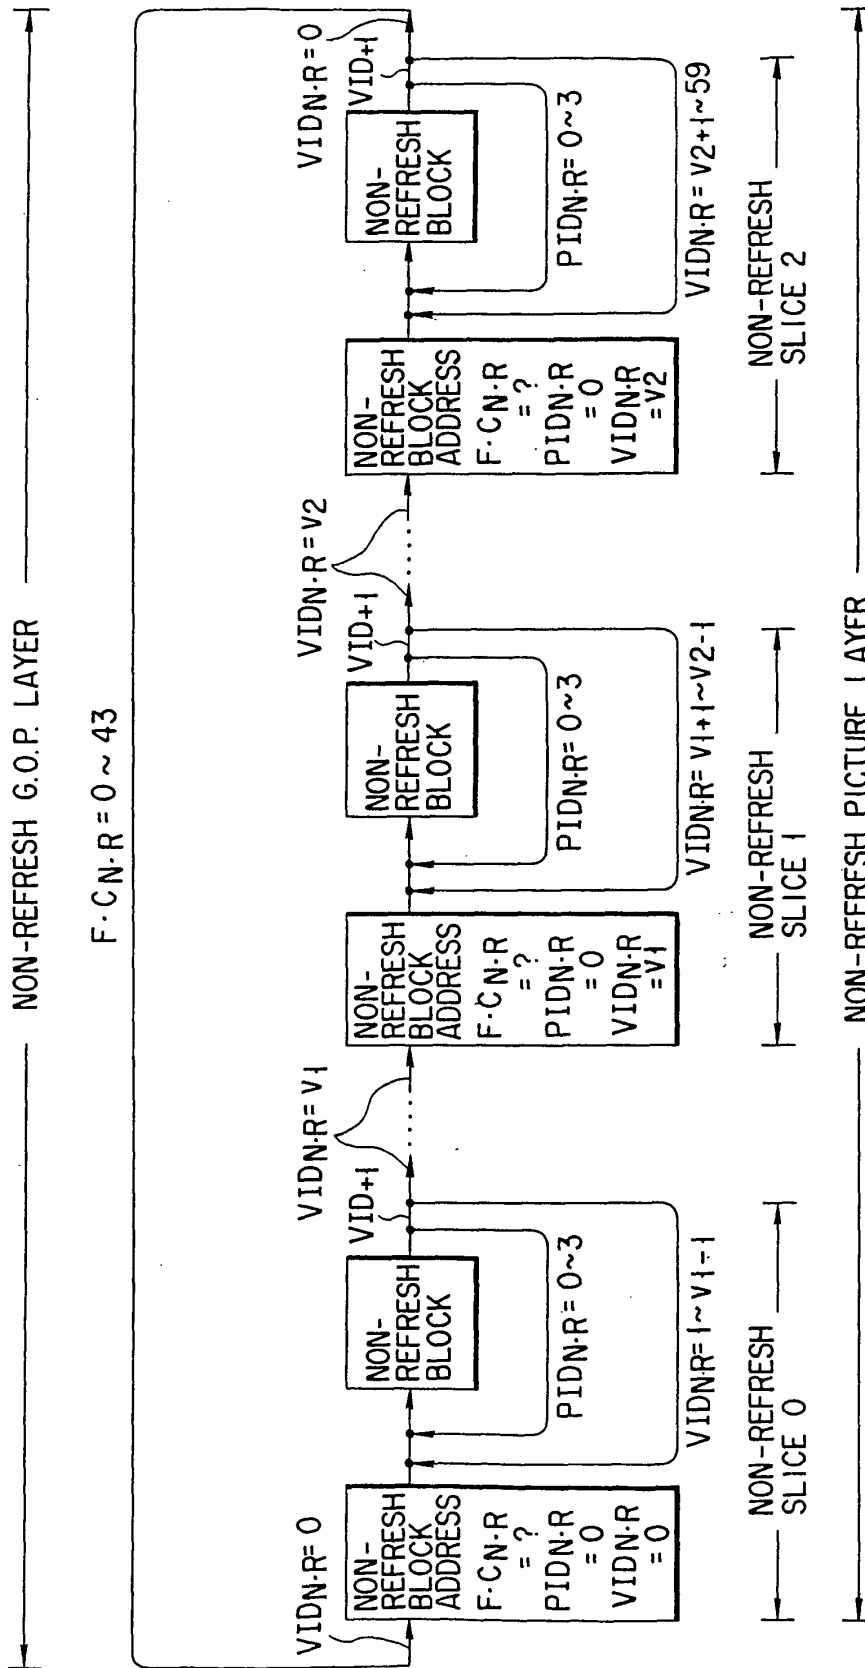 NON-REFRESH G.O.P. LAYER
F·CN·R = 0 ~ 43
VIDN·R = 0
NON-
REFRESH
BLOCK
ADDRESS
F·CN·R
= ?
PIDN·R
= 0
VIDN·R
= 0
NON-
REFRESH
BLOCK
VID+1
PIDN·R = 0~3
VIDN·R = 1~V1-1
NON-REFRESH
SLICE 0
VIDN·R = V1
NON-
REFRESH
BLOCK
ADDRESS
F·CN·R
= ?
PIDN·R
= 0
VIDN·R
=V1
NON-
REFRESH
BLOCK
VID+1
PIDN·R = 0~3
VIDN·R = V1+1~V2-1
NON-REFRESH
SLICE 1
VIDN·R = V2
NON-
REFRESH
BLOCK
ADDRESS
F·CN·R
= ?
PIDN·R
= 0
VIDN·R
=V2
NON-
REFRESH
BLOCK
VID+1
VIDN·R = 0
PIDN·R = 0~3
VIDN·R = V2+1~59
NON-REFRESH
SLICE 2
NON-REFRESH PICTURE LAYER